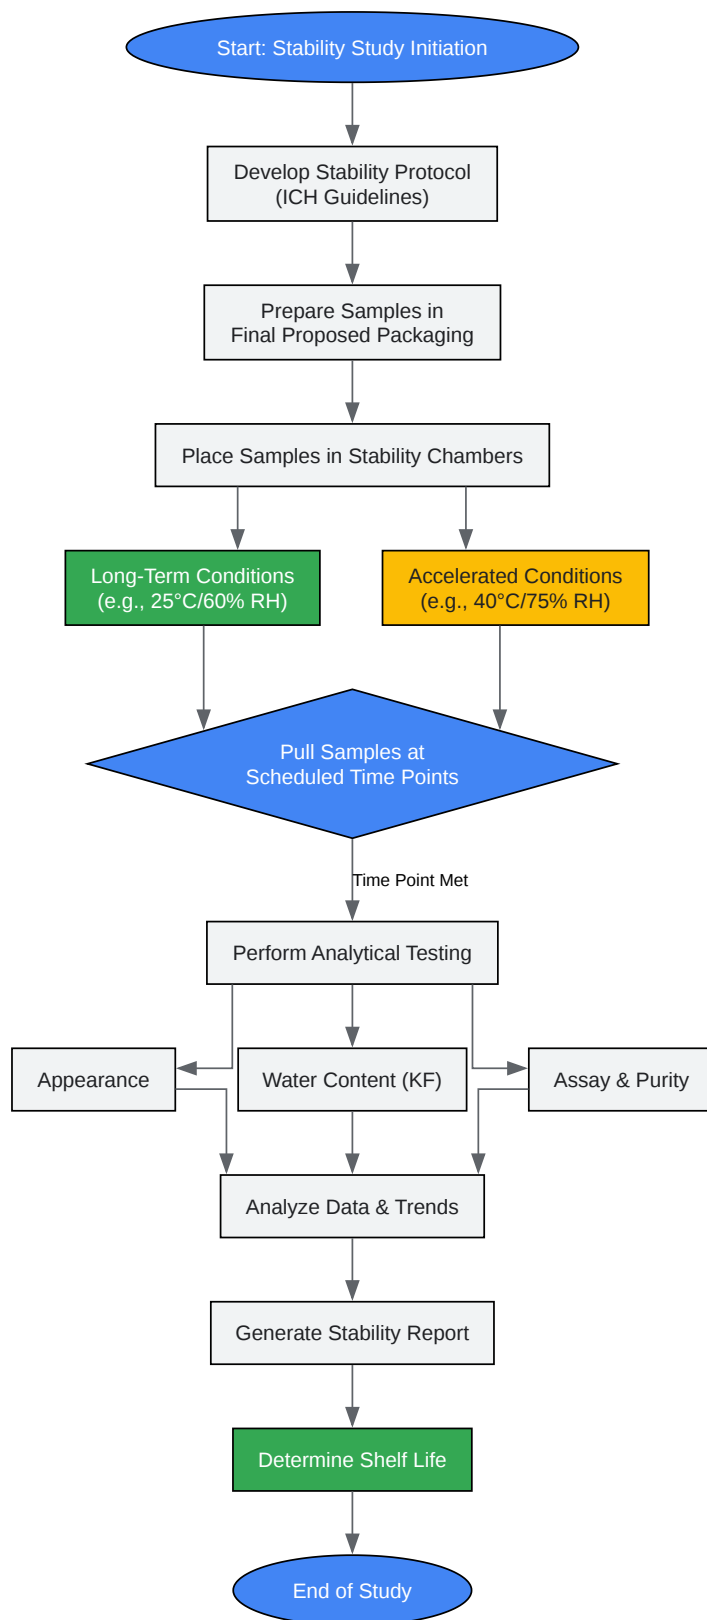 Start: Stability Study Initiation
Develop Stability Protocol
(ICH Guidelines)
Prepare Samples in
Final Proposed Packaging
Place Samples in Stability Chambers
Long-Term Conditions
(e.g., 25°C/60% RH)
Accelerated Conditions
(e.g., 40°C/75% RH)
Pull Samples at
Scheduled Time Points
Time Point Met
Perform Analytical Testing
Appearance
Water Content (KF)
Assay & Purity
Analyze Data & Trends
Generate Stability Report
Determine Shelf Life
End of Study